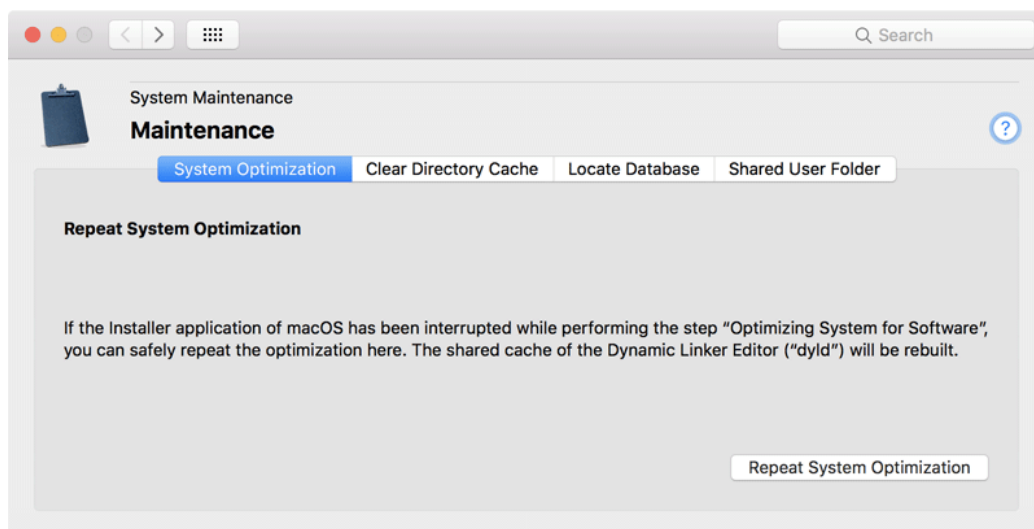 Search
System Maintenance
Maintenance
?
System Optimization Clear Directory Cache Locate Database Shared User Folder
Repeat System Optimization
If the Installer application of macOS has been interrupted while performing the step “Optimizing System for Software”,
you can safely repeat the optimization here. The shared cache of the Dynamic Linker Editor (“dyld”) will be rebuilt.
Repeat System Optimization